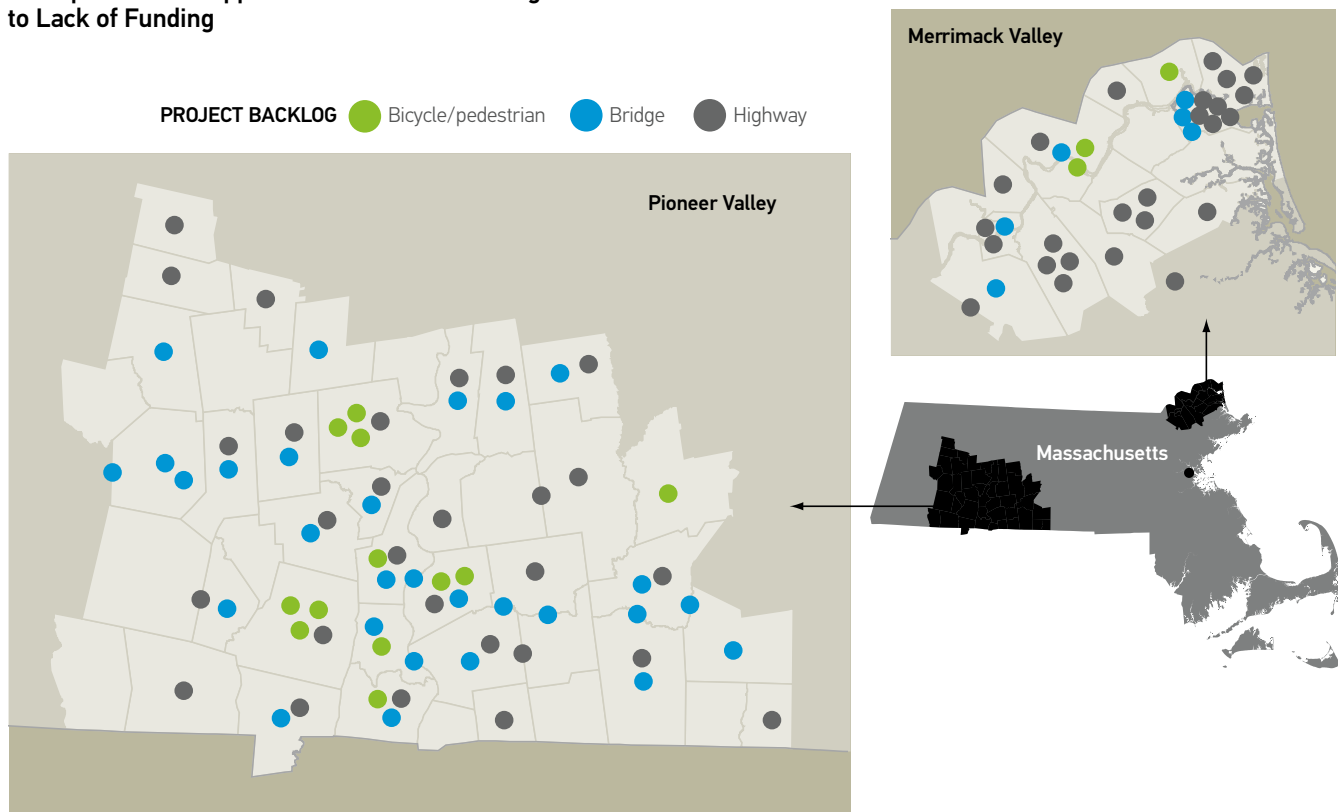 to Lack of Funding
PROJECT BACKLOG Bicycle/pedestrian Bridge Highway
Pioneer Valley
Merrimack Valley
Massachusetts